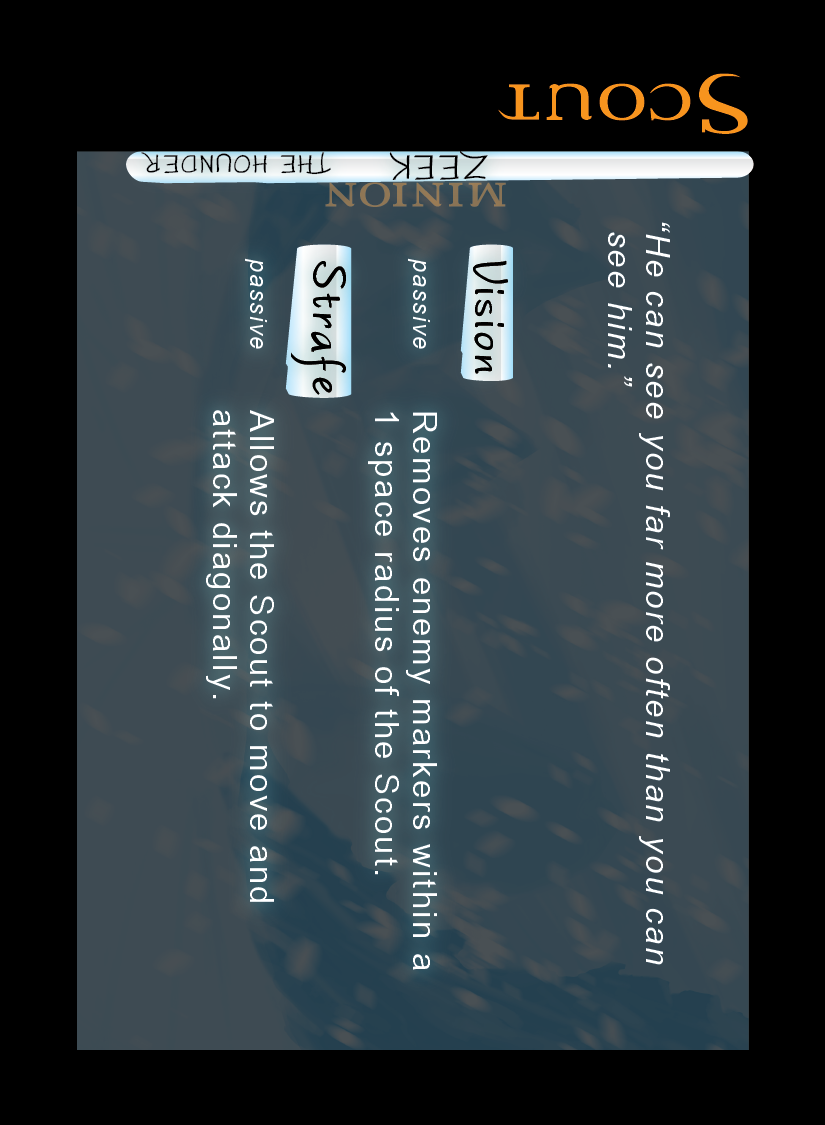 Scout
ZEEK THE HOUNDER
MINION
“He can see you far more often than you can
see him.”
Vision
passive
Removes enemy markers within a
1 space radius of the Scout.
Strafe
passive
Allows the Scout to move and
attack diagonally.